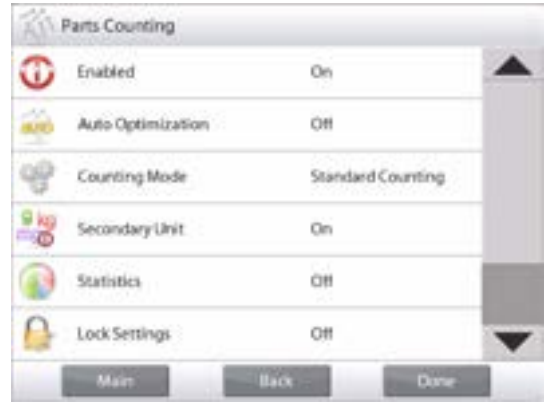 Parts Counting
Enabled On
Auto Optimization Off
Counting Mode Standard Counting
Secondary Unit On
Statistics Off
Lock Settings Off
Main Back Done